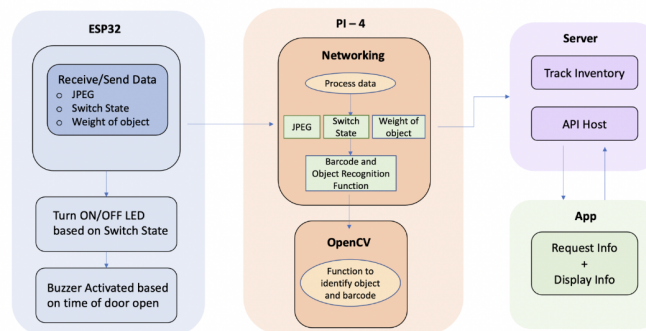 ESP32
Receive/Send Data
o JPEG
o Switch State
o Weight of object
Turn ON/OFF LED
based on Switch State
Buzzer Activated based
on time of door open
PI – 4
Networking
Process data
JPEG
Switch
State
Weight of
object
Barcode and
Object Recognition
Function
OpenCV
Function to
identify object
and barcode
Server
Track Inventory
API Host
App
Request Info
+
Display Info